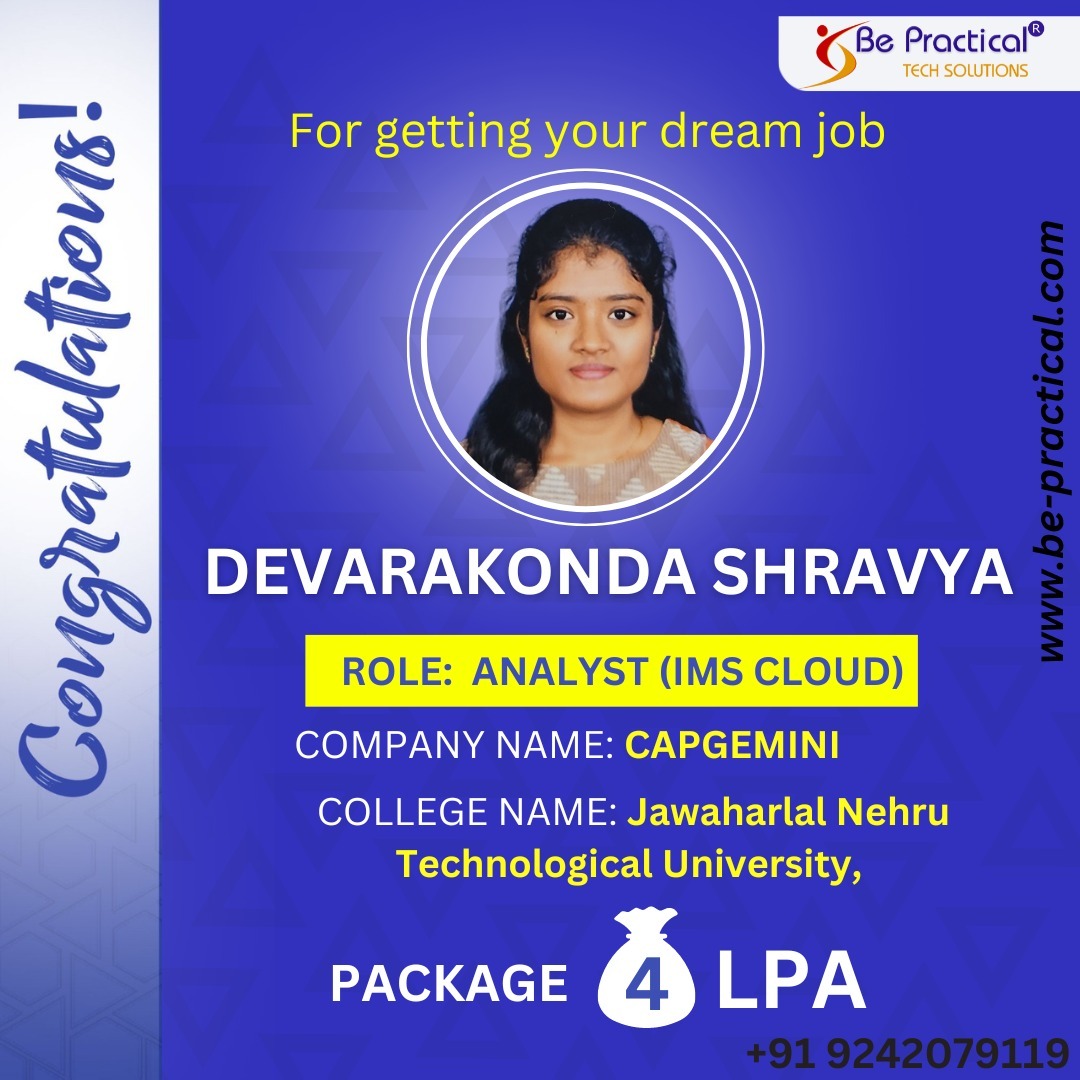 Congratulations!
Be Practical®
TECH SOLUTIONS
For getting your dream job
www.be-practical.com
DEVARAKONDA SHRAVYA
ROLE: ANALYST (IMS CLOUD)
COMPANY NAME: CAPGEMINI
COLLEGE NAME: Jawaharlal Nehru
Technological University,
PACKAGE 4 LPA
+91 9242079119